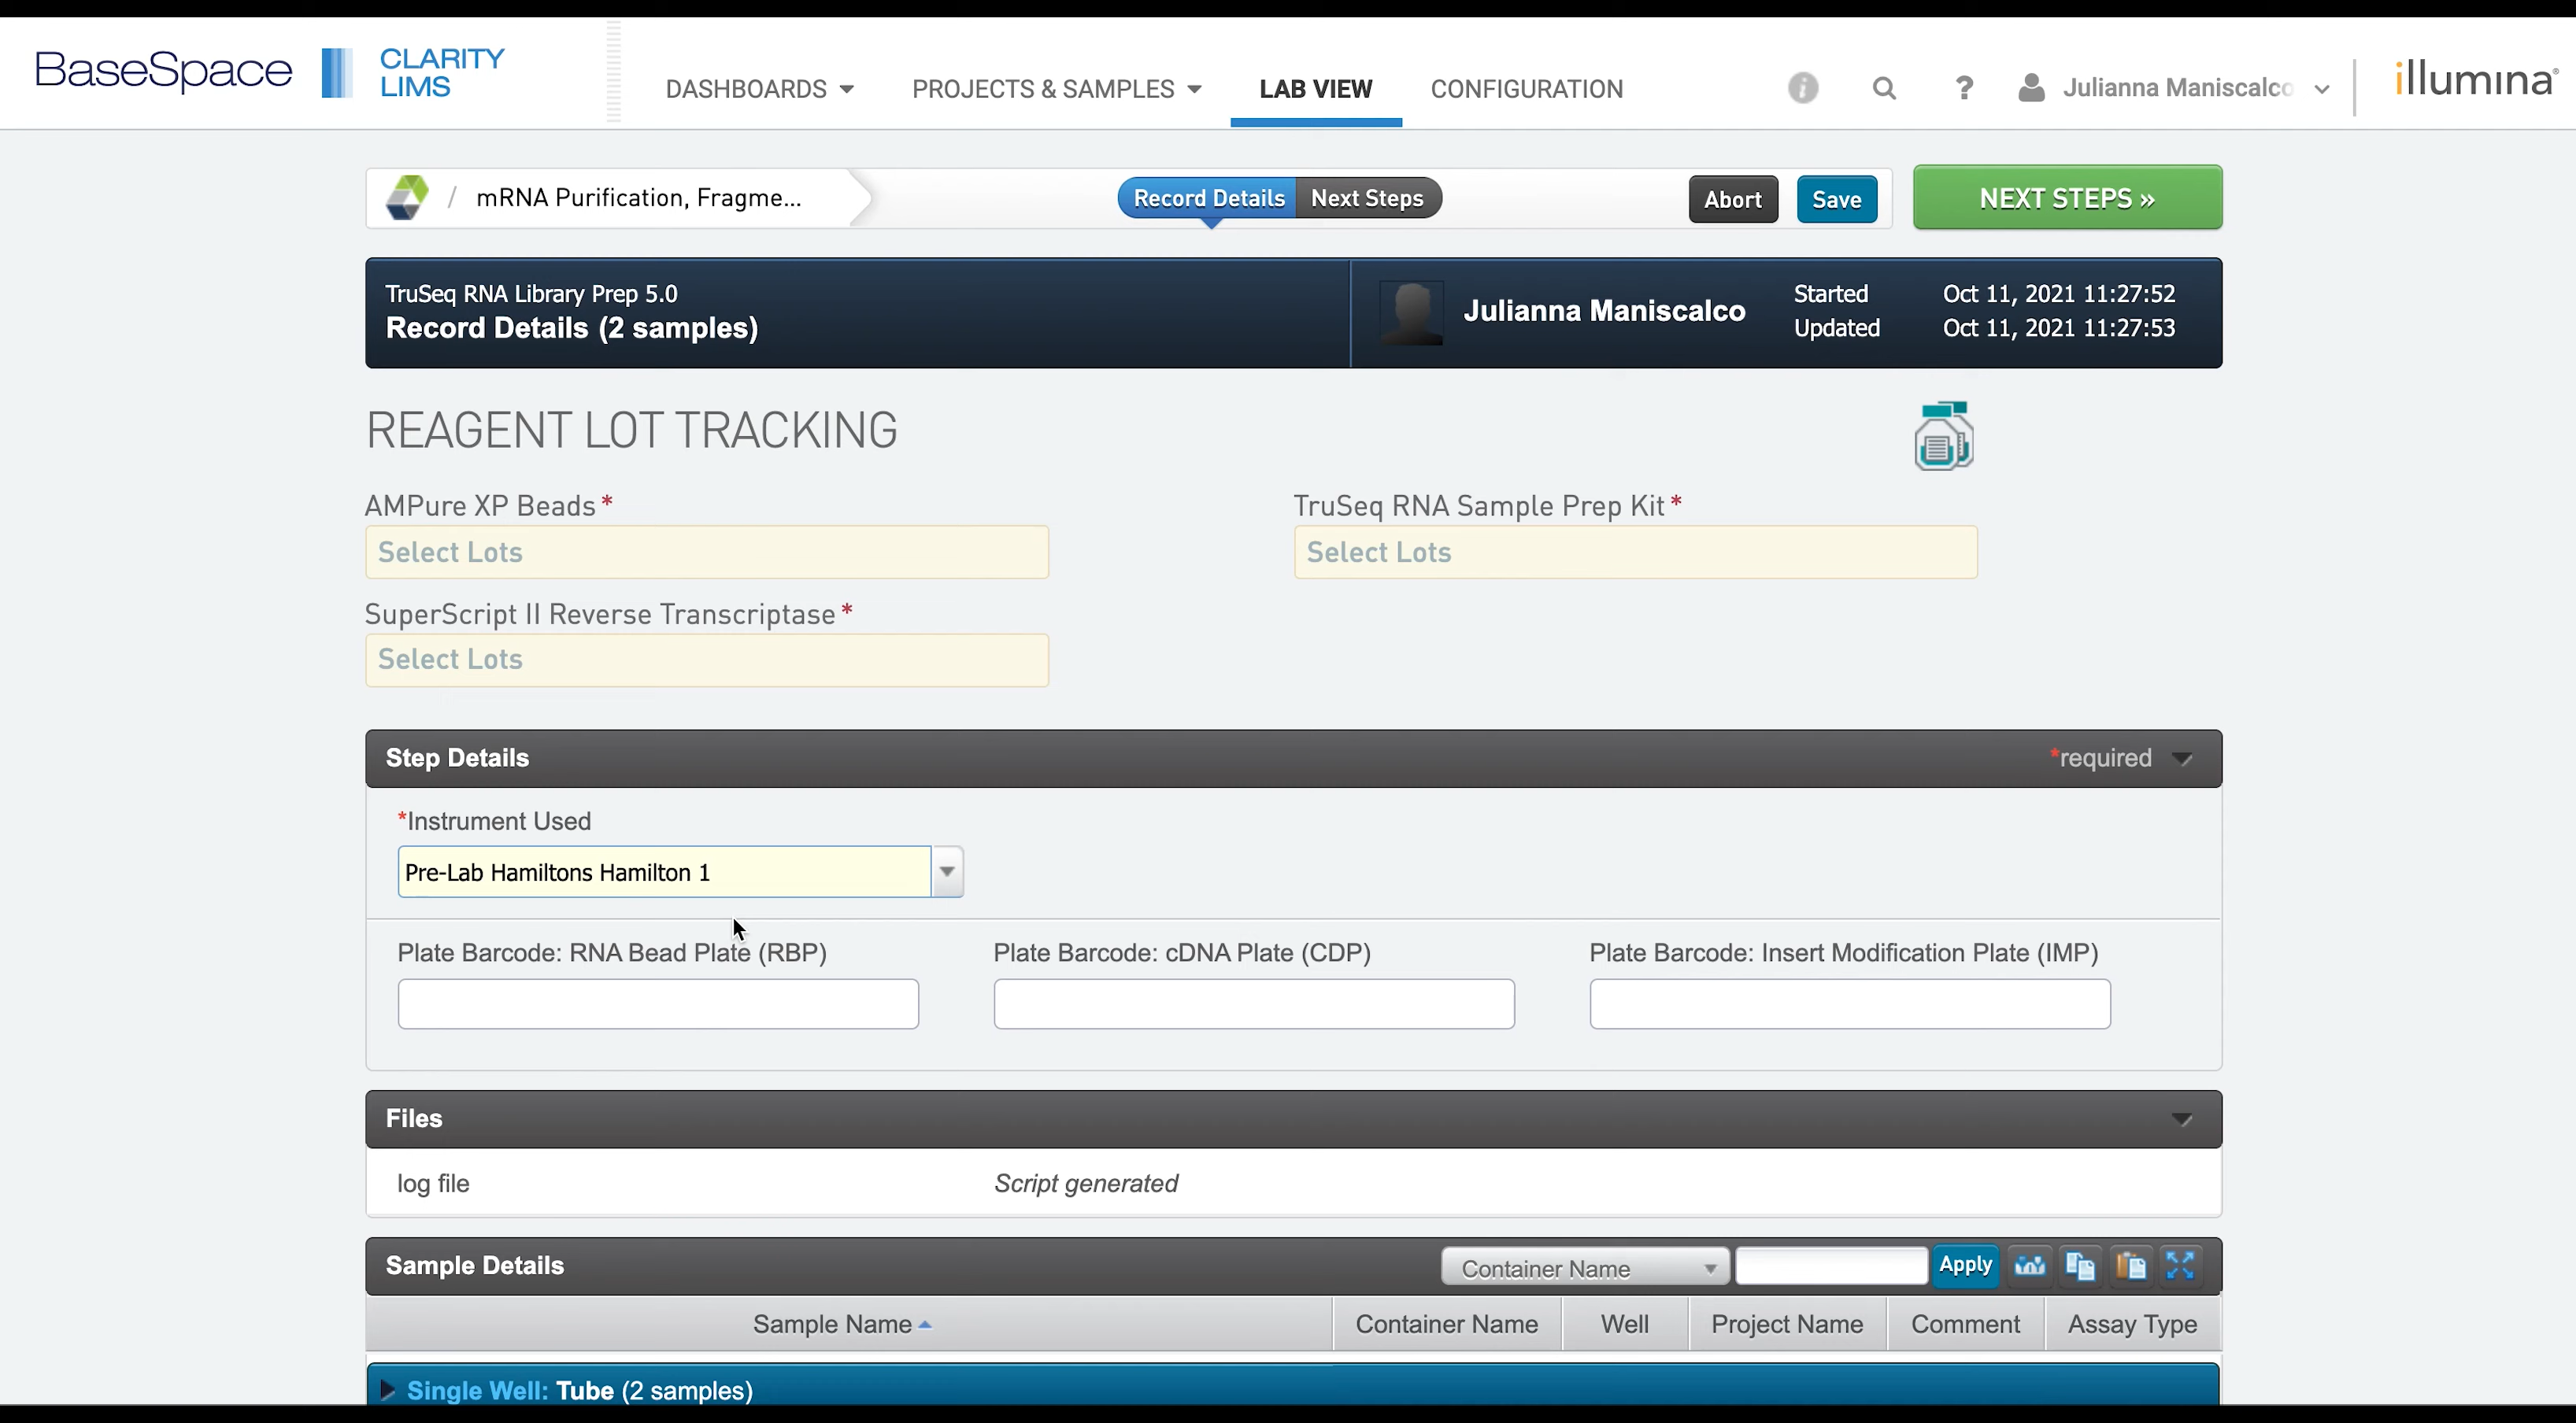 BaseSpace CLARITY LIMS DASHBOARDS PROJECTS & SAMPLES LAB VIEW CONFIGURATION i ? Julianna Maniscalco illumina®
/ mRNA Purification, Fragme... Record Details Next Steps Abort Save NEXT STEPS »
TruSeq RNA Library Prep 5.0
Record Details (2 samples)
Julianna Maniscalco
Started Oct 11, 2021 11:27:52
Updated Oct 11, 2021 11:27:53
REAGENT LOT TRACKING
AMPure XP Beads * TruSeq RNA Sample Prep Kit *
Select Lots Select Lots
SuperScript II Reverse Transcriptase *
Select Lots
Step Details *required
*Instrument Used
Pre-Lab Hamiltons Hamilton 1
Plate Barcode: RNA Bead Plate (RBP) Plate Barcode: cDNA Plate (CDP) Plate Barcode: Insert Modification Plate (IMP)
Files
log file Script generated
Sample Details Container Name Apply
Sample Name Container Name Well Project Name Comment Assay Type
Single Well: Tube (2 samples)